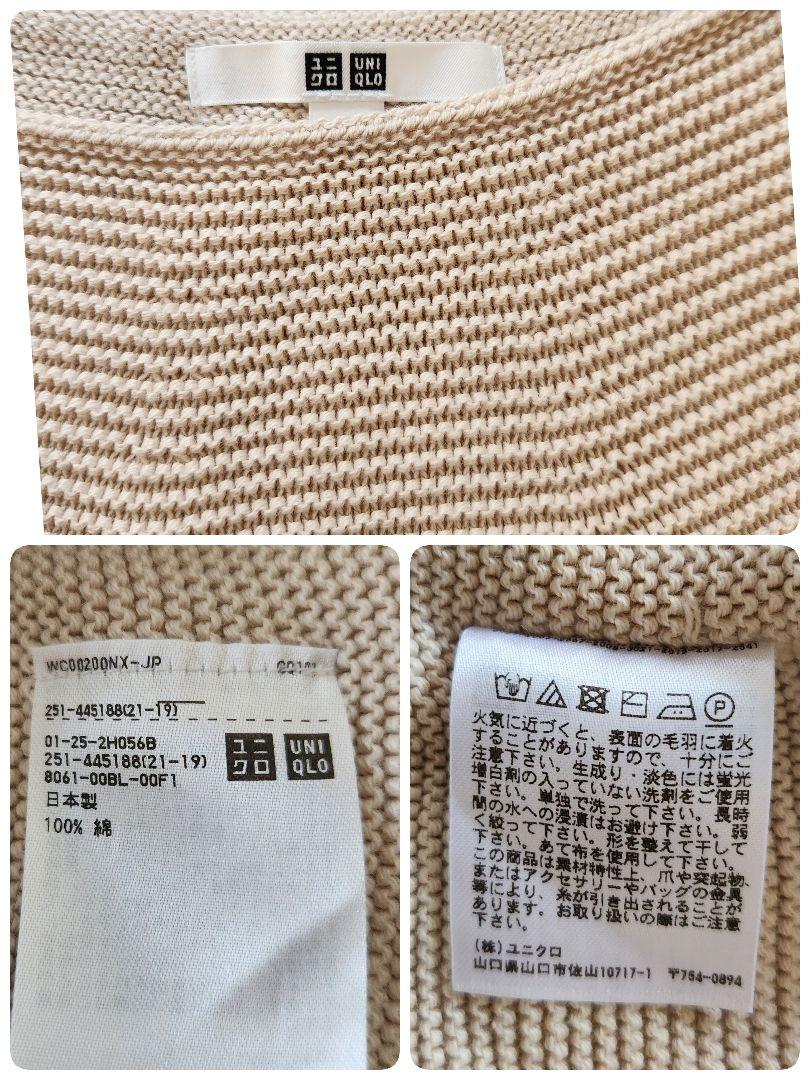 ユニ
クロ
UNI
QLO
WC00200NX-JP
251-445188(21-19)
01-25-2H056B
251-445188(21-19)
8061-00BL-00F1
日本製
100% 綿
ユニ
クロ
UNI
QLO
P
火気に近づくと、表面の毛羽に着火
することがありますので、十分にご
注意下さい。生成り・淡色には蛍光
増白剤の入っていない洗剤をご使用
下さい。単独で洗って下さい。長時
間の水への浸漬はお避け下さい。弱
く絞って下さい。形を整えて干して
下さい。あて布を使用して下さい。
この商品は素材特性上、爪や突起物、
またはアクセサリーやバッグの金具
等により、糸が引き出されることが
あります。お取り扱いの際はご注意
下さい。
(株)ユニクロ
山口県山口市佐山10717-1 〒754-0894